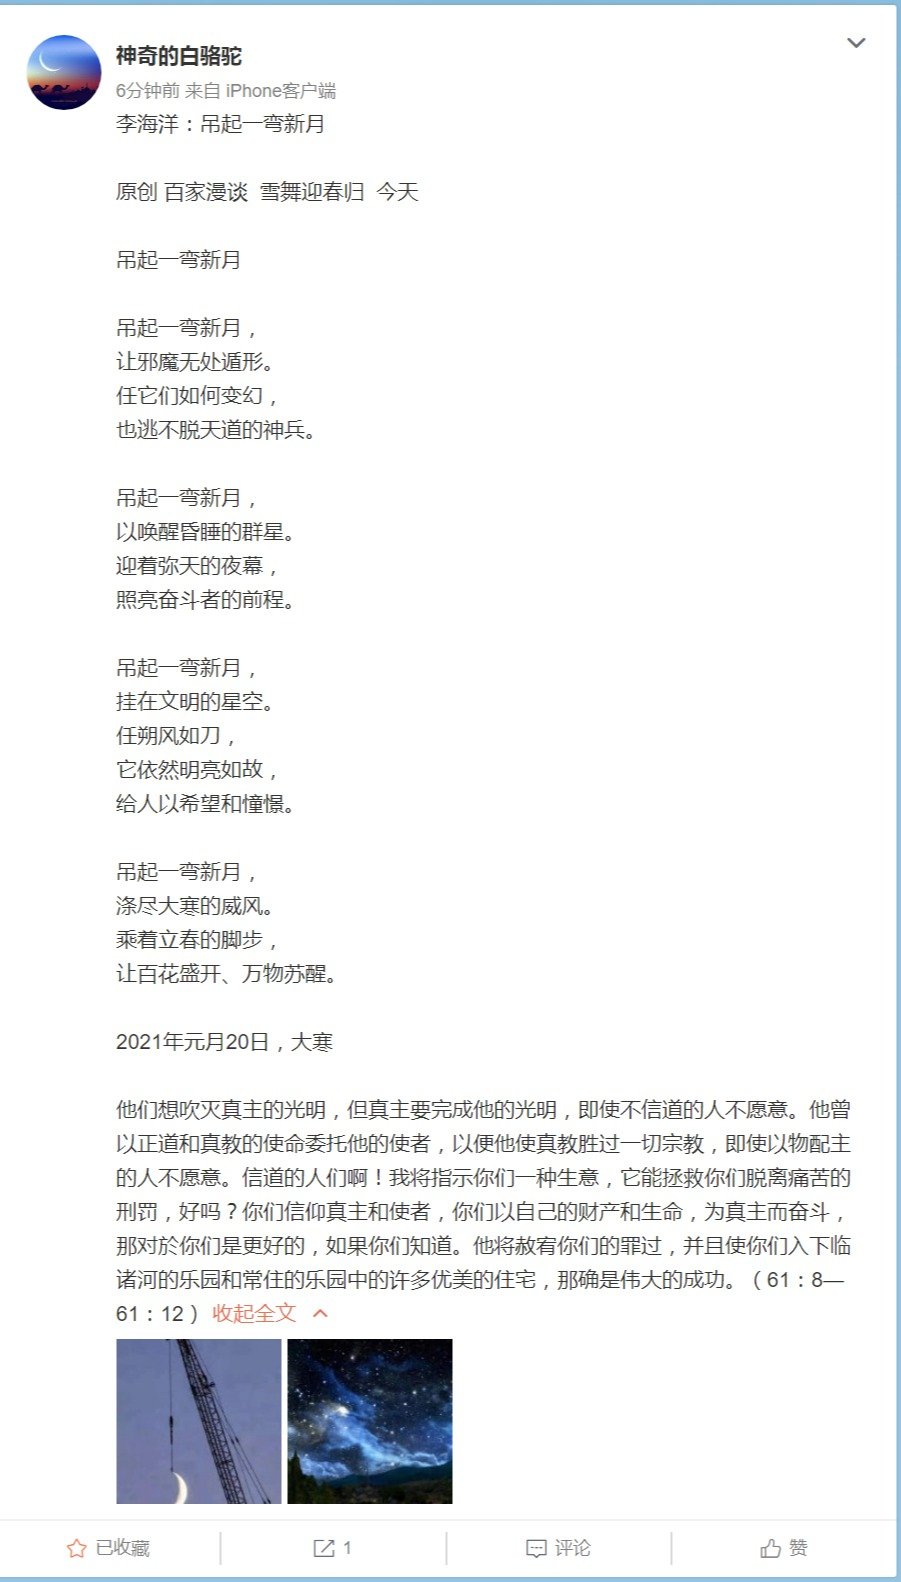 神奇的白骆驼
6分钟前 来自 iPhone客户端
李海洋：吊起一弯新月
原创 百家漫谈 雪舞迎春归 今天
吊起一弯新月
吊起一弯新月，
让邪魔无处遁形。
任它们如何变幻，
也逃不脱天道的神兵。
吊起一弯新月，
以唤醒昏睡的群星。
迎着弥天的夜幕，
照亮奋斗者的前程。
吊起一弯新月，
挂在文明的星空。
任朔风如刀，
它依然明亮如故，
给人以希望和憧憬。
吊起一弯新月，
涤尽大寒的威风。
乘着立春的脚步，
让百花盛开、万物苏醒。
2021年元月20日，大寒
他们想吹灭真主的光明，但真主要完成他的光明，即使不信道的人不愿意。他曾
以正道和真教的使命委托他的使者，以便他使真教胜过一切宗教，即使以物配主
的人不愿意。信道的人们啊！我将指示你们一种生意，它能拯救你们脱离痛苦的
刑罚，好吗？你们信仰真主和使者，你们以自己的财产和生命，为真主而奋斗，
那对於你们是更好的，如果你们知道。他将赦宥你们的罪过，并且使你们入下临
诸河的乐园和常住的乐园中的许多优美的住宅，那确是伟大的成功。（61：8—
61：12）收起全文
已收藏
1
评论
赞